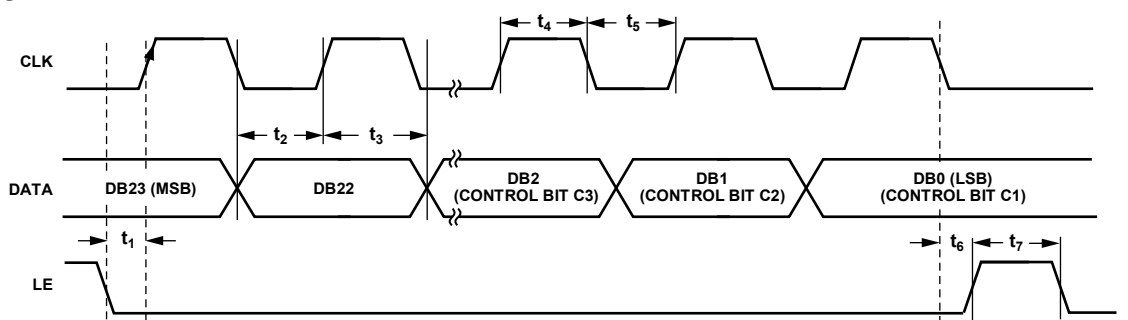 t4
t5
CLK
t2
t3
DATA
DB23 (MSB)
DB22
DB2
(CONTROL BIT C3)
DB1
(CONTROL BIT C2)
DB0 (LSB)
(CONTROL BIT C1)
t1
t6
t7
LE